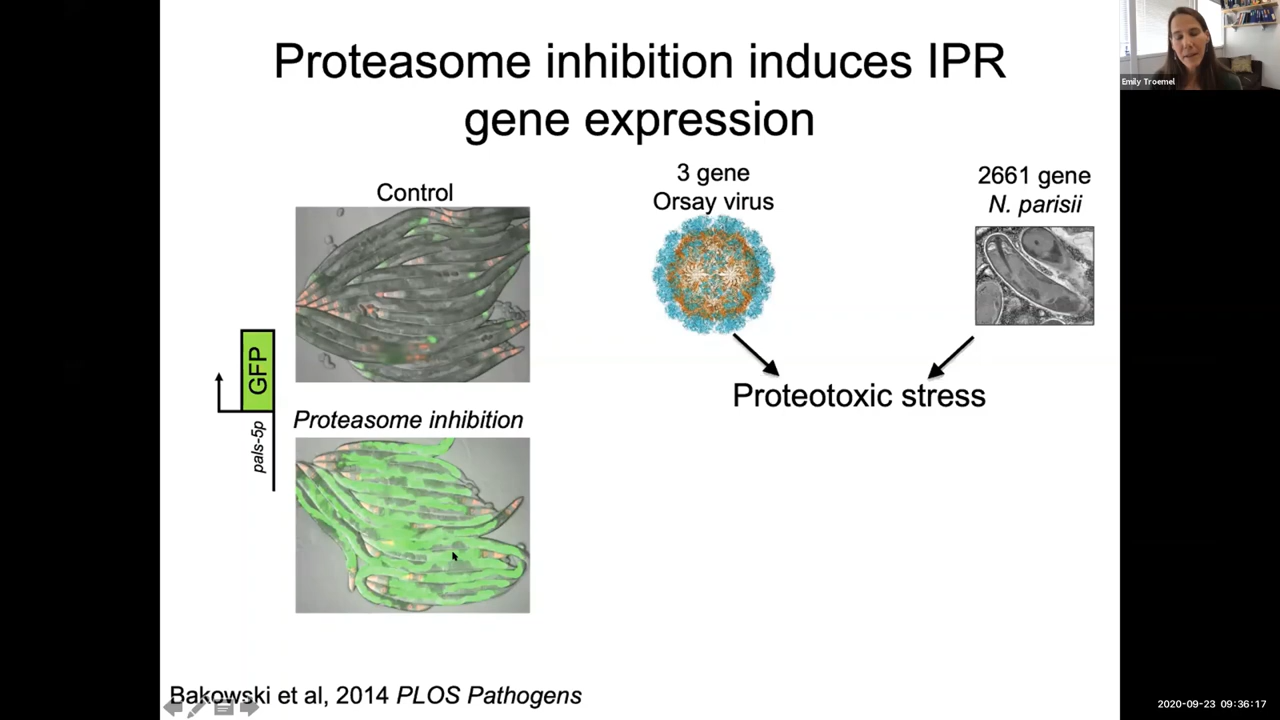 Proteasome inhibition induces IPR
gene expression
Emily Troemel
Control
3 gene
Orsay virus
2661 gene
N. parisii
GFP
pals-5p
Proteotoxic stress
Proteasome inhibition
Bakowski et al, 2014 PLOS Pathogens
2020-09-23 09:36:17